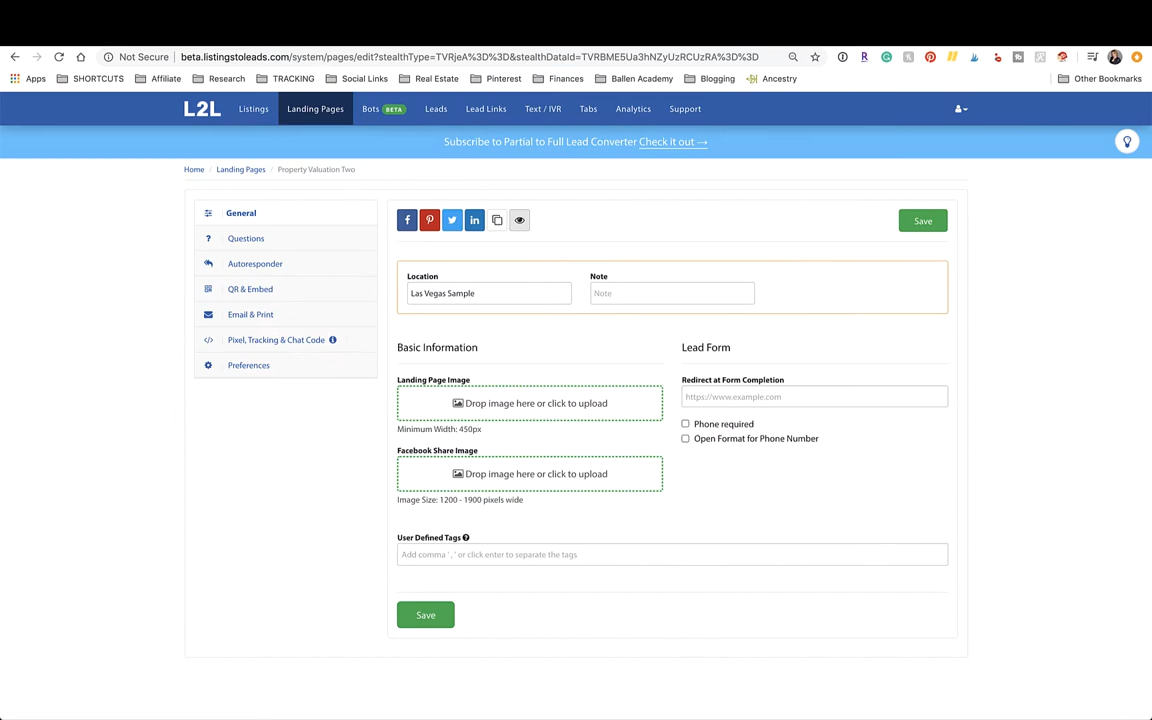 Not Secure beta.listingstoleads.com/system/pages/edit?stealthType=TVRjeA%3D%3D&stealthDataId=TVRBME5Ua3hNZyUzRCUzRA%3D%3D
Apps SHORTCUTS Affiliate Research TRACKING Social Links Real Estate Pinterest Finances Ballen Academy Blogging Ancestry Other Bookmarks
L2L Listings Landing Pages Bots BETA Leads Lead Links Text / IVR Tabs Analytics Support
Subscribe to Partial to Full Lead Converter Check it out →
Home / Landing Pages / Property Valuation Two
General
Questions
Autoresponder
QR & Embed
Email & Print
Pixel, Tracking & Chat Code
Preferences
Save
Location Note
Las Vegas Sample Note
Basic Information
Landing Page Image
Drop image here or click to upload
Minimum Width: 450px
Facebook Share Image
Drop image here or click to upload
Image Size: 1200 - 1900 pixels wide
Lead Form
Redirect at Form Completion
https://www.example.com
Phone required
Open Format for Phone Number
User Defined Tags
Add comma ' , ' or click enter to separate the tags
Save